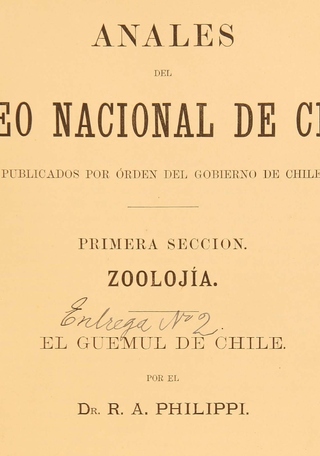 ANALES
DEL
EO NACIONAL DE C
PUBLICADOS POR ÓRDEN DEL GOBIERNO DE CHILE
PRIMERA SECCION.
ZOOLOJÍA.
Entrega No 2.
EL GUEMUL DE CHILE.
POR EL
DR. R. A. PHILIPPI.